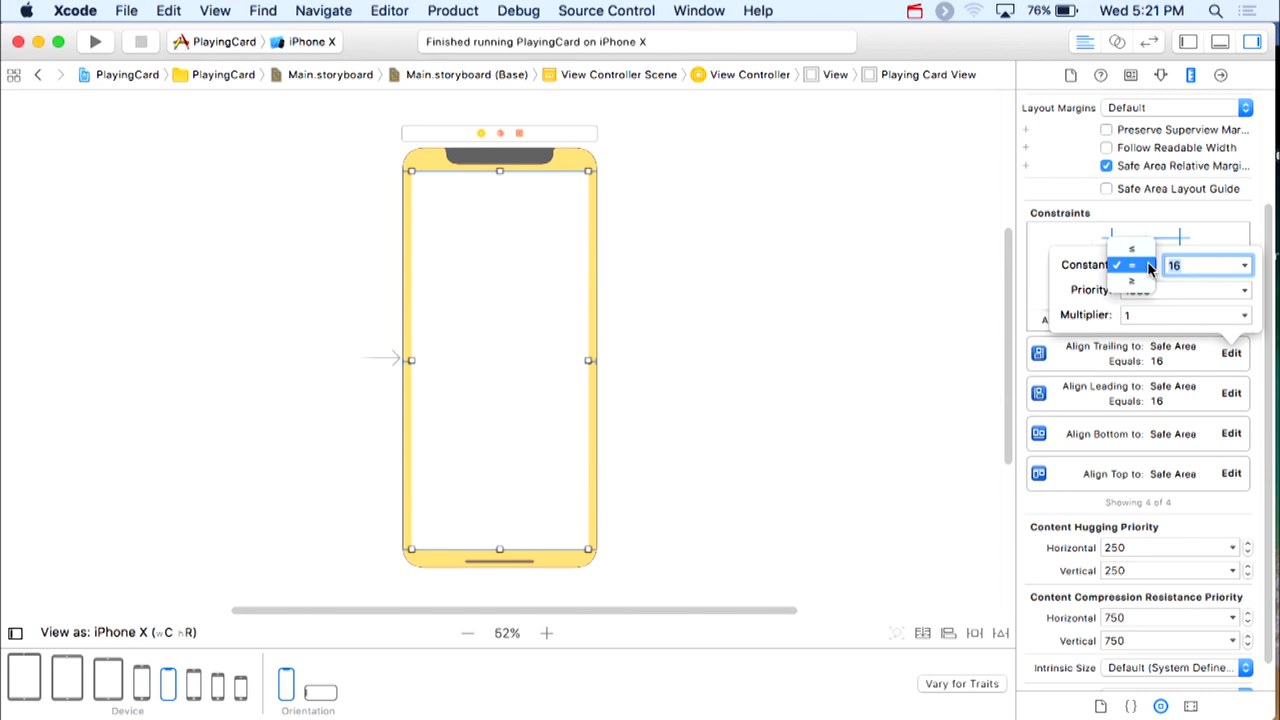 Xcode File Edit View Find Navigate Editor Product Debug Source Control Window Help 76% Wed 5:21 PM
PlayingCard iPhone X Finished running PlayingCard on iPhone X
PlayingCard PlayingCard Main.storyboard Main.storyboard (Base) View Controller Scene View Controller View Playing Card View
Layout Margins Default
Preserve Superview Mar...
Follow Readable Width
Safe Area Relative Margi...
Safe Area Layout Guide
Constraints
≤
Constant = 16
≥
Priority:
Multiplier: 1
Align Trailing to: Safe Area
Equals: 16
Edit
Align Leading to: Safe Area
Equals: 16
Edit
Align Bottom to: Safe Area Edit
Align Top to: Safe Area Edit
Showing 4 of 4
Content Hugging Priority
Horizontal 250
Vertical 250
Content Compression Resistance Priority
Horizontal 750
Vertical 750
Intrinsic Size Default (System Define...
View as: iPhone X (wC hR) 52%
Vary for Traits
Device Orientation